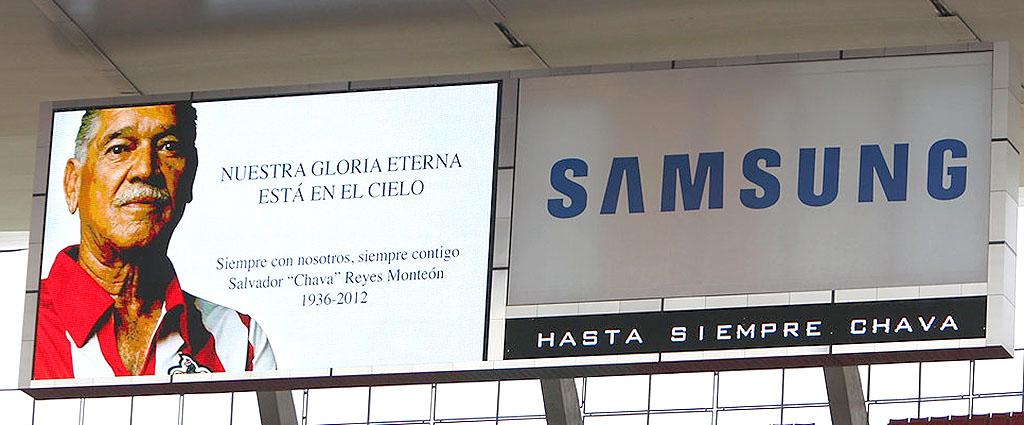 NUESTRA GLORIA ETERNA
ESTÁ EN EL CIELO
Siempre con nosotros, siempre contigo
Salvador “Chava” Reyes Monteón
1936-2012
SAMSUNG
HASTA SIEMPRE CHAVA